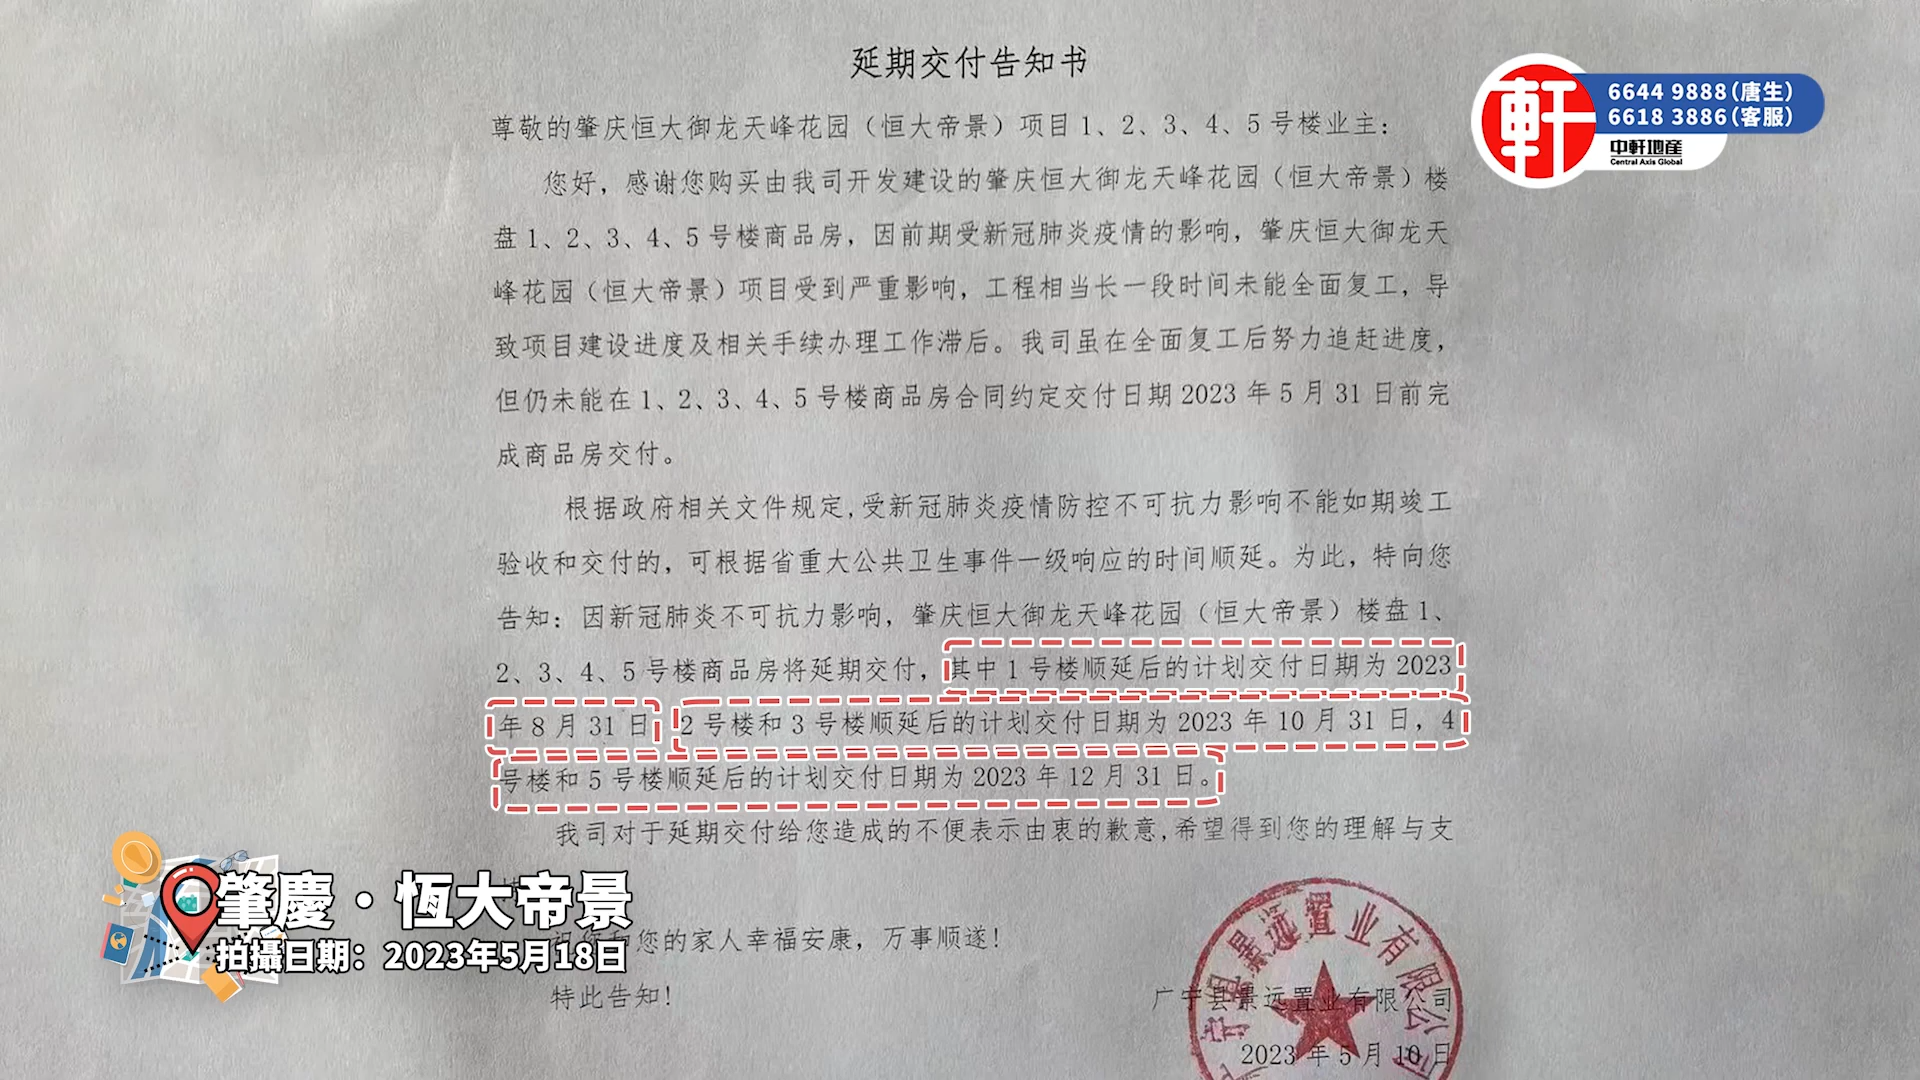 延期交付告知书
軒
6644 9888(唐生)
6618 3886(客服)
中軒地産
Central Axis Global
尊敬的肇庆恒大御龙天峰花园（恒大帝景）项目1、2、3、4、5号楼业主：
您好，感谢您购买由我司开发建设的肇庆恒大御龙天峰花园（恒大帝景）楼
盘1、2、3、4、5号楼商品房，因前期受新冠肺炎疫情的影响，肇庆恒大御龙天
峰花园（恒大帝景）项目受到严重影响，工程相当长一段时间未能全面复工，导
致项目建设进度及相关手续办理工作滞后。我司虽在全面复工后努力追赶进度，
但仍未能在1、2、3、4、5号楼商品房合同约定交付日期2023年5月31日前完
成商品房交付。
根据政府相关文件规定,受新冠肺炎疫情防控不可抗力影响不能如期竣工
验收和交付的，可根据省重大公共卫生事件一级响应的时间顺延。为此，特向您
告知：因新冠肺炎不可抗力影响，肇庆恒大御龙天峰花园（恒大帝景）楼盘1、
2、3、4、5号楼商品房将延期交付，其中1号楼顺延后的计划交付日期为2023
年8月31日 2号楼和3号楼顺延后的计划交付日期为2023年10月31日，4
号楼和5号楼顺延后的计划交付日期为2023年12月31日。
我司对于延期交付给您造成的不便表示由衷的歉意,希望得到您的理解与支
肇慶·恆大帝景
您的家人幸福安康，万事顺遂！
拍攝日期：2023年5月18日
特此告知！
广宁县景远置业有限公司
2023年5月10日
宁县景远置业有限公司